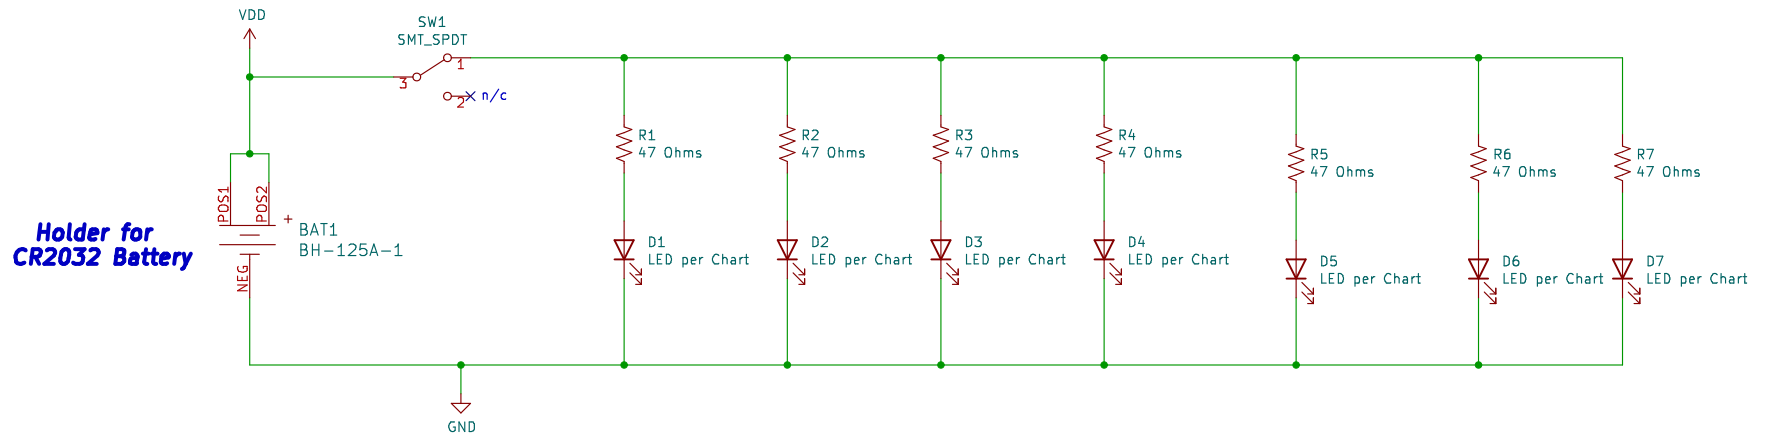 VDD
SW1
SMT_SPDT
1
3
2
n/c
R1
47 Ohms
R2
47 Ohms
R3
47 Ohms
R4
47 Ohms
R5
47 Ohms
R6
47 Ohms
R7
47 Ohms
POS1
POS2
+
Holder for
CR2032 Battery
BAT1
BH-125A-1
NEG
D1
LED per Chart
D2
LED per Chart
D3
LED per Chart
D4
LED per Chart
D5
LED per Chart
D6
LED per Chart
D7
LED per Chart
GND